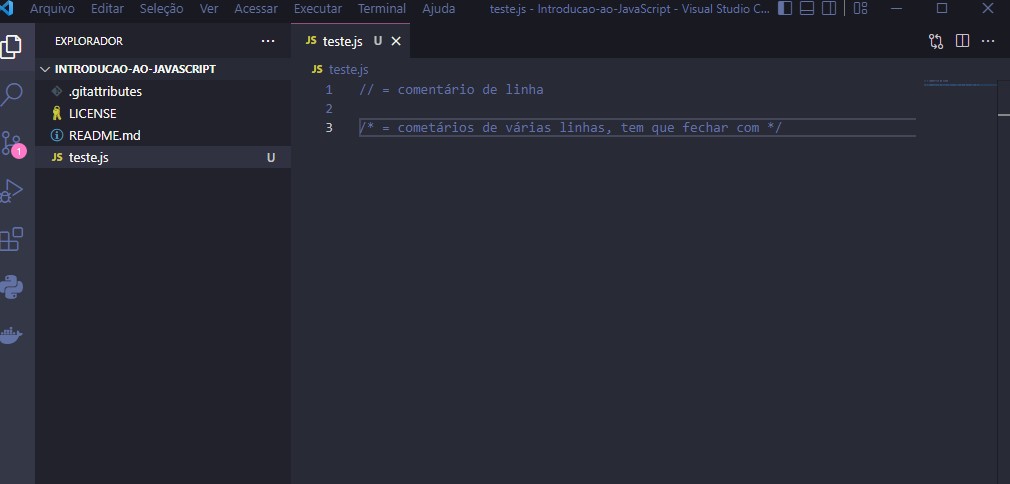 Arquivo Editar Seleção Ver Acessar Executar Terminal Ajuda teste.js - Introducao-ao-JavaScript - Visual Studio C...
EXPLORADOR ...
INTRODUCAO-AO-JAVASCRIPT
.gitattributes
LICENSE
README.md
JS teste.js U
1
JS teste.js U
JS teste.js
1 // = comentário de linha
2
3 /* = cometários de várias linhas, tem que fechar com */